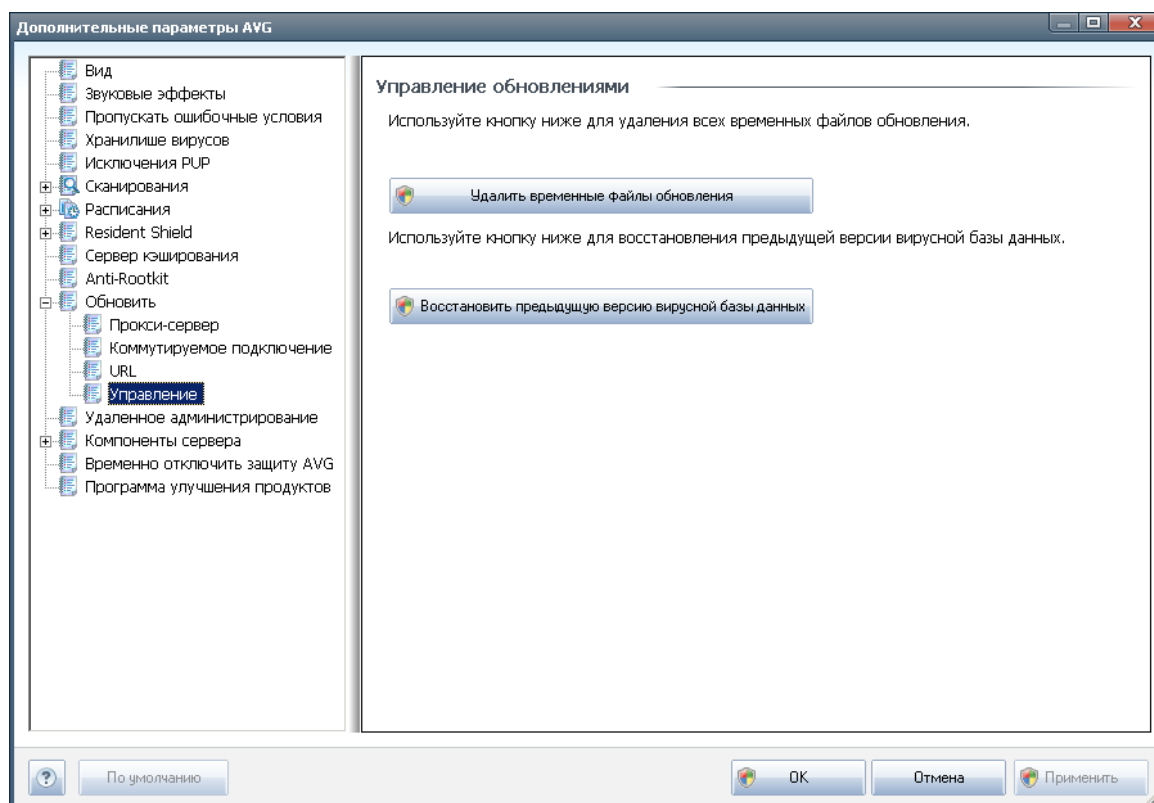 Дополнительные параметры AVG
Вид
Звуковые эффекты
Пропускать ошибочные условия
Хранилише вирусов
Исключения PUP
Сканирования
Расписания
Resident Shield
Сервер кэширования
Anti-Rootkit
Обновить
Прокси-сервер
Коммутируемое подключение
URL
Управление
Удаленное администрирование
Компоненты сервера
Временно отключить защиту AVG
Программа улучшения продуктов
Управление обновлениями
Используйте кнопку ниже для удаления всех временных файлов обновления.
Удалить временные файлы обновления
Используйте кнопку ниже для восстановления предыдущей версии вирусной базы данных.
Восстановить предыдущую версию вирусной базы данных
? По умолчанию OK Отмена Применить